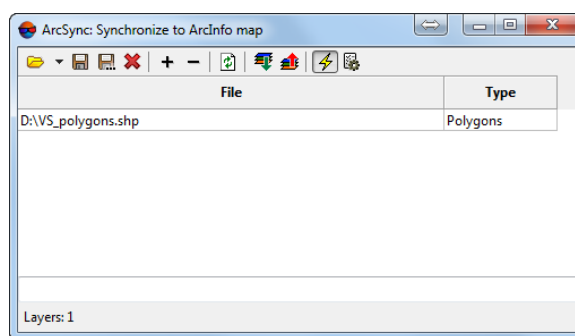 ArcSync: Synchronize to ArcInfo map
File Type
D:\VS_polygons.shp Polygons
Layers: 1